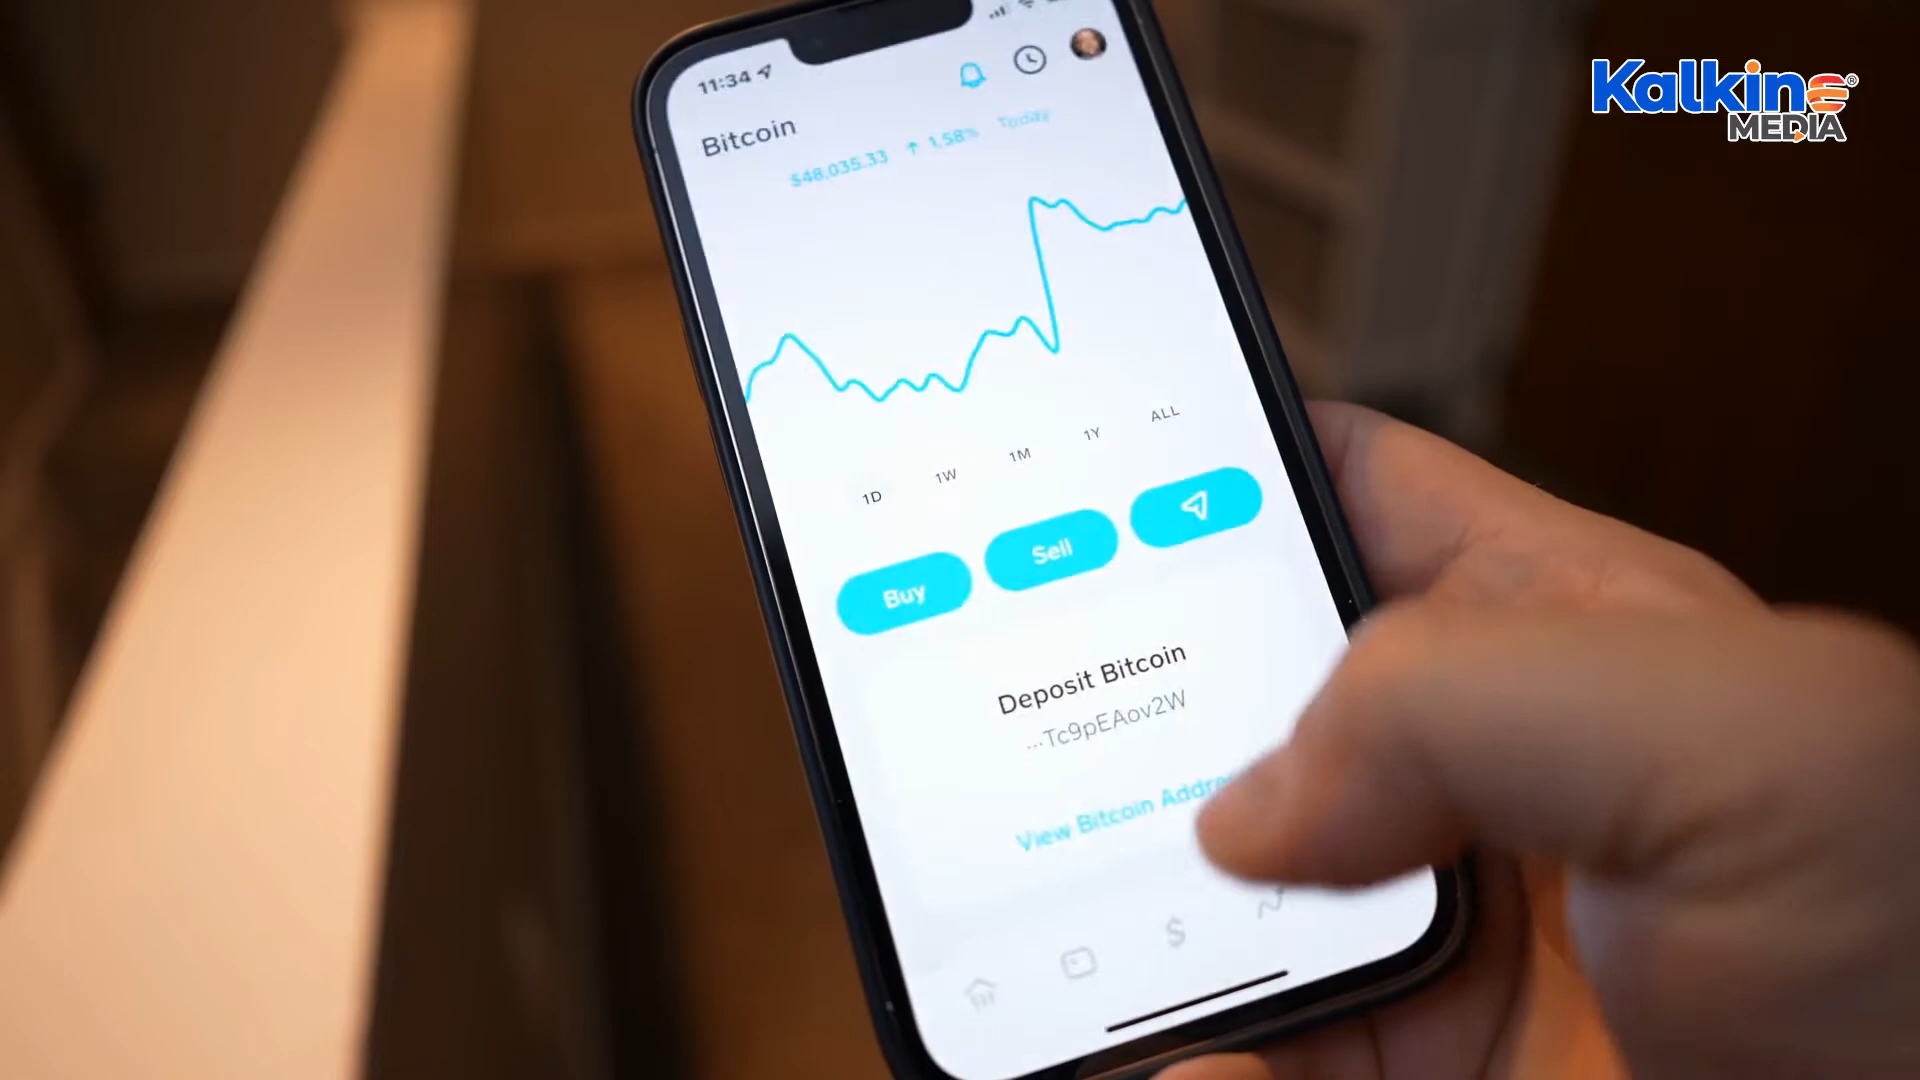 Kalkine®
MEDIA
11:34
Bitcoin
$48,035.33 ↑ 1.58% Today
1D 1W 1M 1Y ALL
Buy Sell
Deposit Bitcoin
...Tc9pEAov2W
View Bitcoin Addre
$